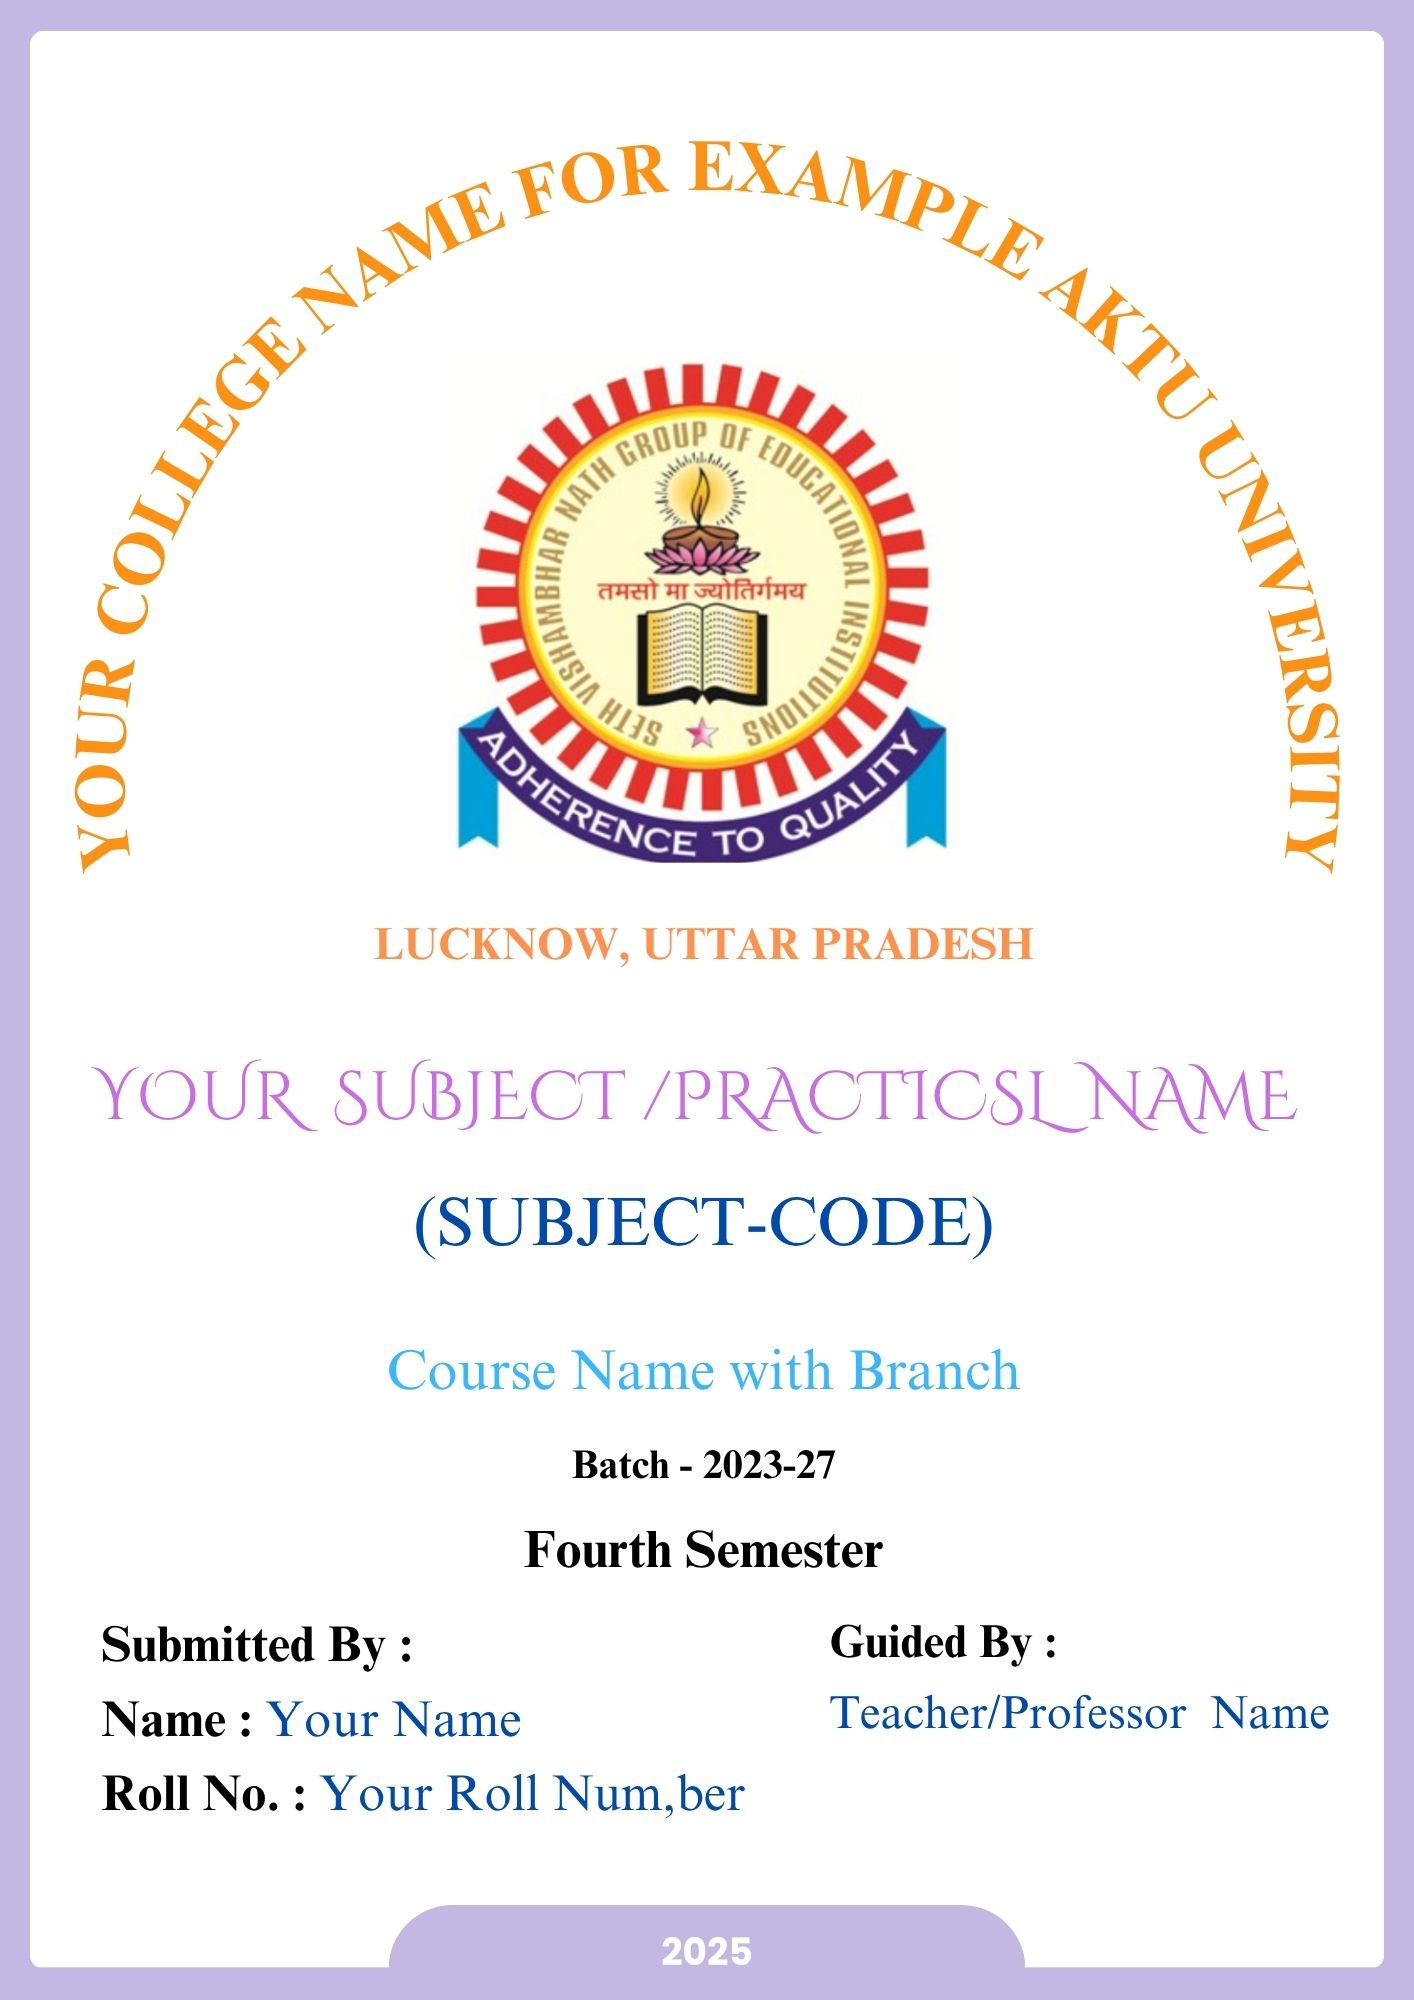 YOUR COLLEGE NAME FOR EXAMPLE AKTU UNIVERSITY
SETH VISHAMBHAR NATH GROUP OF EDUCATIONAL INSTITUTIONS
तमसो मा ज्योतिर्गमय
ADHERENCE TO QUALITY
LUCKNOW, UTTAR PRADESH
YOUR SUBJECT /PRACTICSL NAME
(SUBJECT-CODE)
Course Name with Branch
Batch - 2023-27
Fourth Semester
Submitted By :
Name : Your Name
Roll No. : Your Roll Num,ber
Guided By :
Teacher/Professor Name
2025